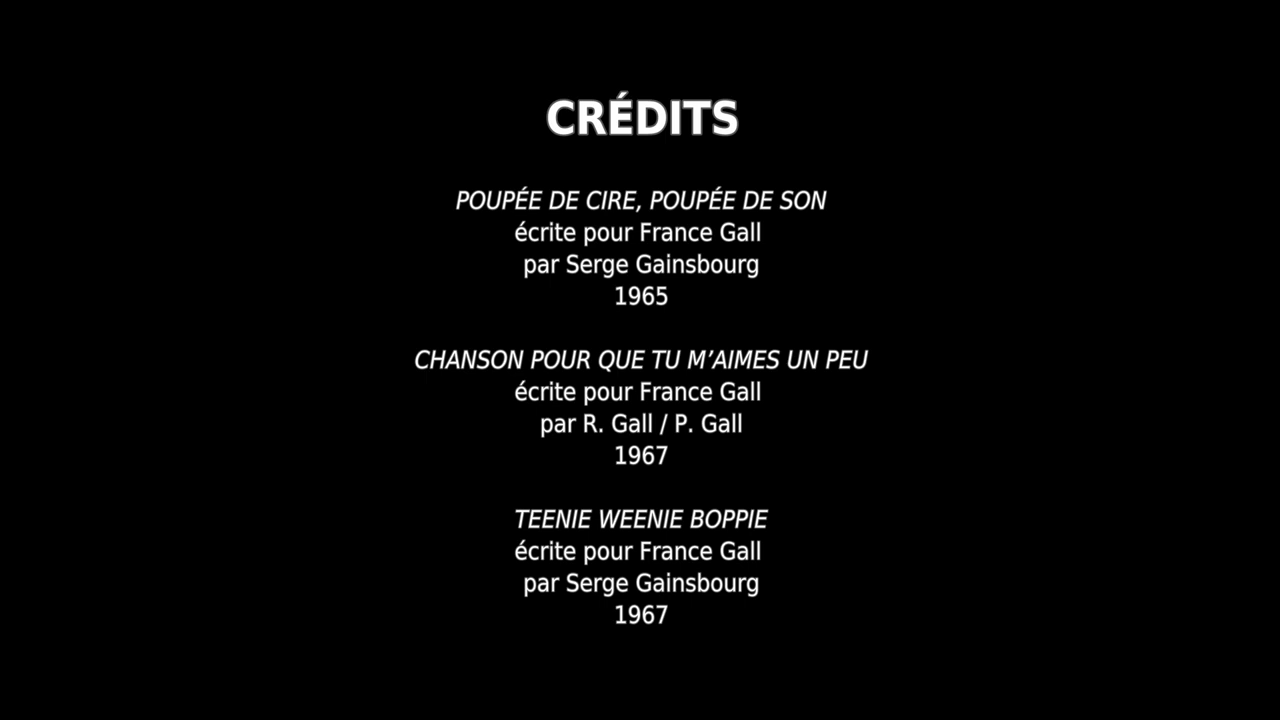 CRÉDITS
POUPÉE DE CIRE, POUPÉE DE SON
écrite pour France Gall
par Serge Gainsbourg
1965
CHANSON POUR QUE TU M’AIMES UN PEU
écrite pour France Gall
par R. Gall / P. Gall
1967
TEENIE WEENIE BOPPIE
écrite pour France Gall
par Serge Gainsbourg
1967